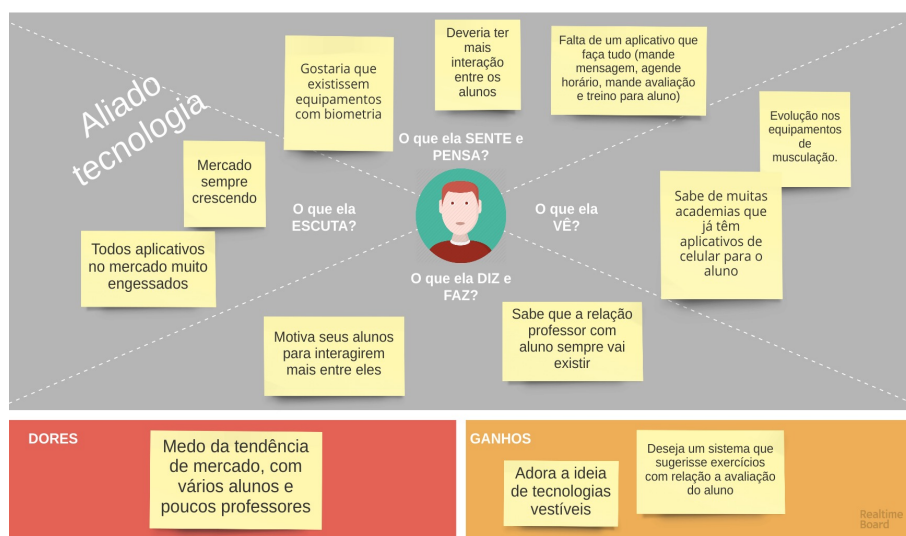 Aliado
tecnologia
Gostaria que
existissem
equipamentos
com biometria
Deveria ter
mais
interação
entre os
alunos
Falta de um aplicativo que
faça tudo (mande
mensagem, agende
horário, mande avaliação
e treino para aluno)
O que ela SENTE e
PENSA?
Mercado
sempre
crescendo
Todos aplicativos
no mercado muito
engessados
O que ela
ESCUTA?
O que ela
VÊ?
Evolução nos
equipamentos
de
musculação.
Sabe de muitas
academias que
já têm
aplicativos de
celular para o
aluno
O que ela DIZ e
FAZ?
Motiva seus alunos
para interagirem
mais entre eles
Sabe que a relação
professor com
aluno sempre vai
existir
DORES
Medo da tendência
de mercado, com
vários alunos e
poucos professores
GANHOS
Adora a ideia
de tecnologias
vestíveis
Deseja um sistema que
sugerisse exercícios
com relação a avaliação
do aluno
Realtime
Board